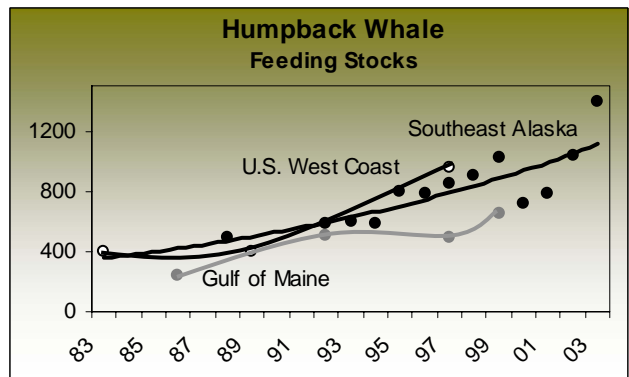 Humpback Whale
Feeding Stocks
1200
800
400
0
Southeast Alaska
U.S. West Coast
Gulf of Maine
83 85 87 89 91 93 95 97 99 01 03